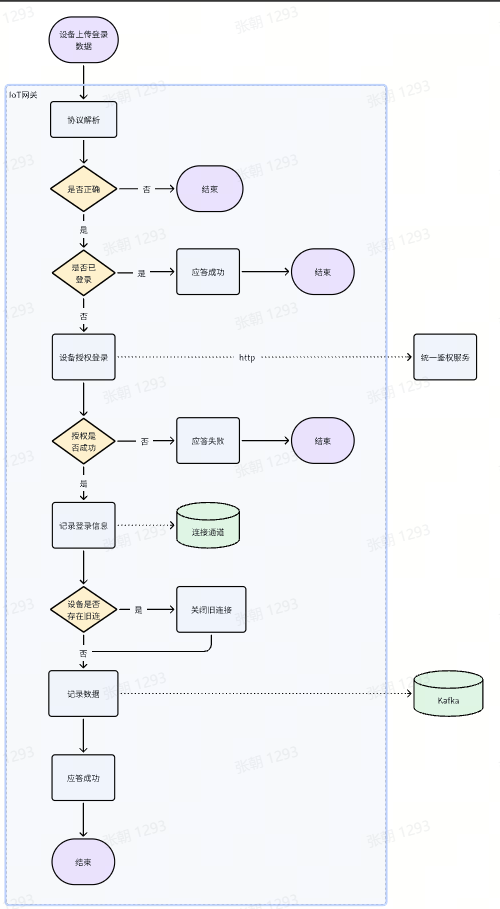 设备上传登录
数据
IoT网关
协议解析
是否正确
否
结束
是
是否已
登录
是
应答成功
结束
否
设备授权登录
http
统一鉴权服务
授权是
否成功
否
应答失败
结束
是
记录登录信息
连接通道
设备是否
存在旧连
是
关闭旧连接
否
记录数据
Kafka
应答成功
结束
张朝 1293